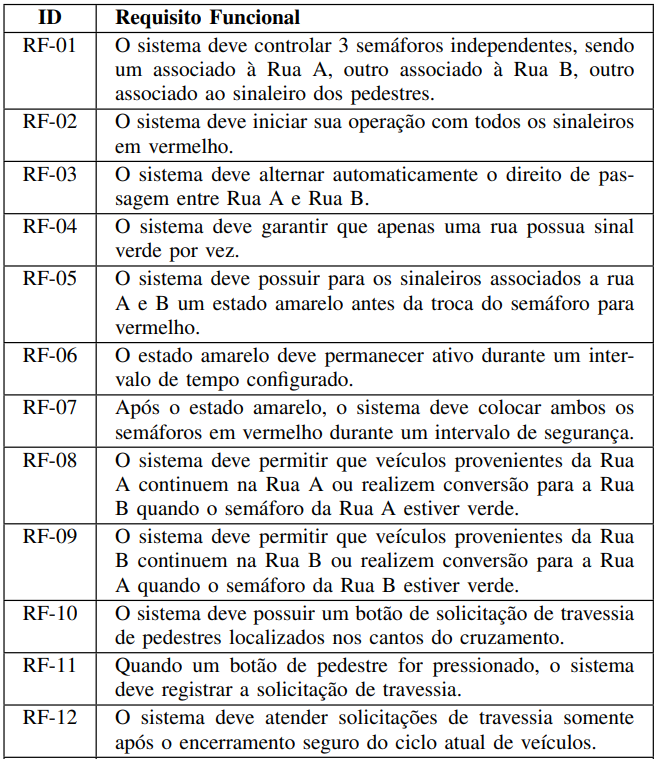 ID Requisito Funcional
RF-01 O sistema deve controlar 3 semáforos independentes, sendo
um associado à Rua A, outro associado à Rua B, outro
associado ao sinaleiro dos pedestres.
RF-02 O sistema deve iniciar sua operação com todos os sinaleiros
em vermelho.
RF-03 O sistema deve alternar automaticamente o direito de pas-
sagem entre Rua A e Rua B.
RF-04 O sistema deve garantir que apenas uma rua possua sinal
verde por vez.
RF-05 O sistema deve possuir para os sinaleiros associados a rua
A e B um estado amarelo antes da troca do semáforo para
vermelho.
RF-06 O estado amarelo deve permanecer ativo durante um inter-
valo de tempo configurado.
RF-07 Após o estado amarelo, o sistema deve colocar ambos os
semáforos em vermelho durante um intervalo de segurança.
RF-08 O sistema deve permitir que veículos provenientes da Rua
A continuem na Rua A ou realizem conversão para a Rua
B quando o semáforo da Rua A estiver verde.
RF-09 O sistema deve permitir que veículos provenientes da Rua
B continuem na Rua B ou realizem conversão para a Rua
A quando o semáforo da Rua B estiver verde.
RF-10 O sistema deve possuir um botão de solicitação de travessia
de pedestres localizados nos cantos do cruzamento.
RF-11 Quando um botão de pedestre for pressionado, o sistema
deve registrar a solicitação de travessia.
RF-12 O sistema deve atender solicitações de travessia somente
após o encerramento seguro do ciclo atual de veículos.